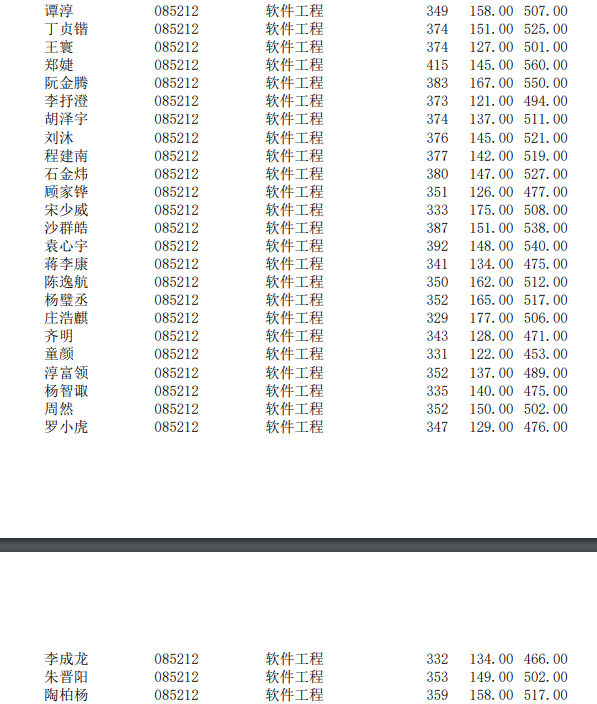 谭淳 085212 软件工程 349 158.00 507.00
丁贞锴 085212 软件工程 374 151.00 525.00
王寰 085212 软件工程 374 127.00 501.00
郑婕 085212 软件工程 415 145.00 560.00
阮金腾 085212 软件工程 383 167.00 550.00
李抒澄 085212 软件工程 373 121.00 494.00
胡泽宇 085212 软件工程 374 137.00 511.00
刘沐 085212 软件工程 376 145.00 521.00
程建南 085212 软件工程 377 142.00 519.00
石金炜 085212 软件工程 380 147.00 527.00
顾家铧 085212 软件工程 351 126.00 477.00
宋少威 085212 软件工程 333 175.00 508.00
沙群皓 085212 软件工程 387 151.00 538.00
袁心宇 085212 软件工程 392 148.00 540.00
蒋李康 085212 软件工程 341 134.00 475.00
陈逸航 085212 软件工程 350 162.00 512.00
杨璧丞 085212 软件工程 352 165.00 517.00
庄浩麒 085212 软件工程 329 177.00 506.00
齐明 085212 软件工程 343 128.00 471.00
童颜 085212 软件工程 331 122.00 453.00
淳富领 085212 软件工程 352 137.00 489.00
杨智诹 085212 软件工程 335 140.00 475.00
周然 085212 软件工程 352 150.00 502.00
罗小虎 085212 软件工程 347 129.00 476.00
李成龙 085212 软件工程 332 134.00 466.00
朱晋阳 085212 软件工程 353 149.00 502.00
陶柏杨 085212 软件工程 359 158.00 517.00